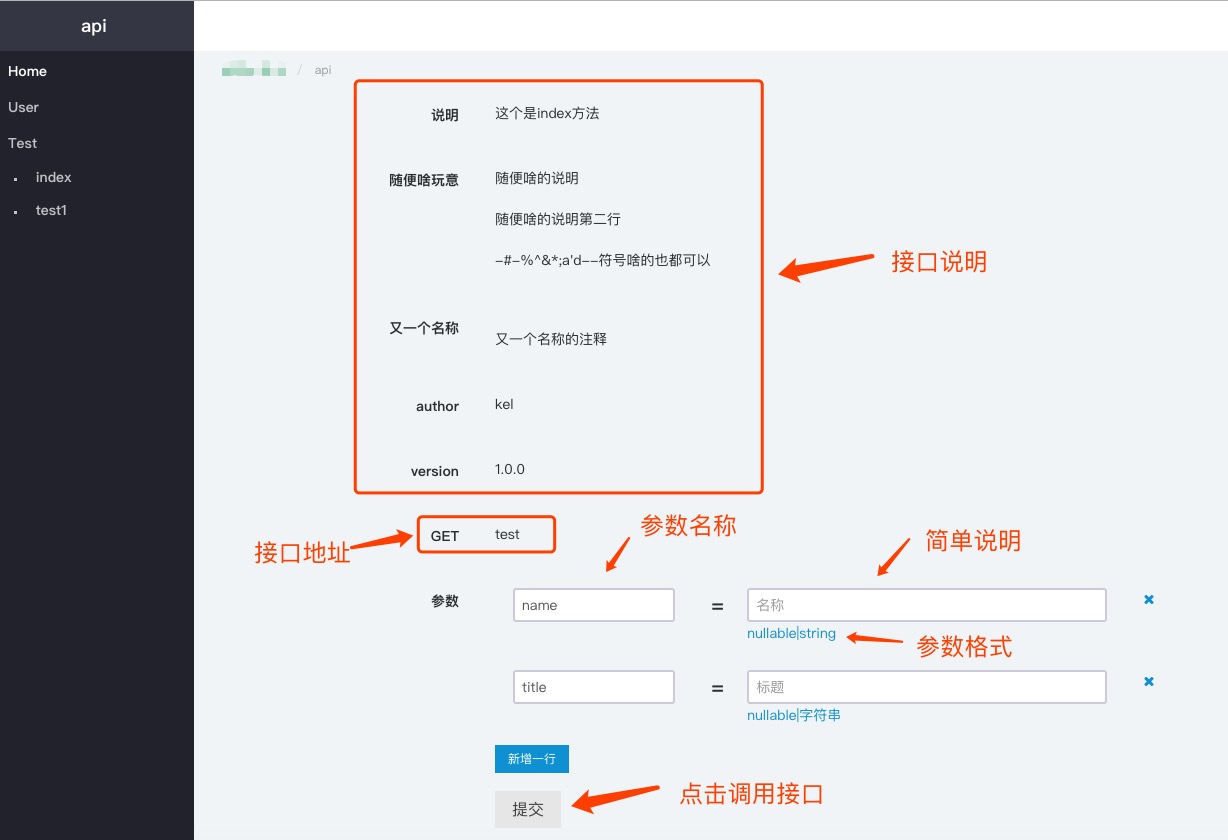 api
Home
User
Test
index
test1
/ api
说明 这个是index方法
随便啥玩意 随便啥的说明
随便啥的说明第二行
-#-%^&*;a'd--符号啥的也都可以
接口说明
又一个名称 又一个名称的注释
author kel
version 1.0.0
接口地址 GET test
参数名称
简单说明
参数 name = 名称
nullable|string
参数格式
title = 标题
nullable|字符串
新增一行
提交
点击调用接口